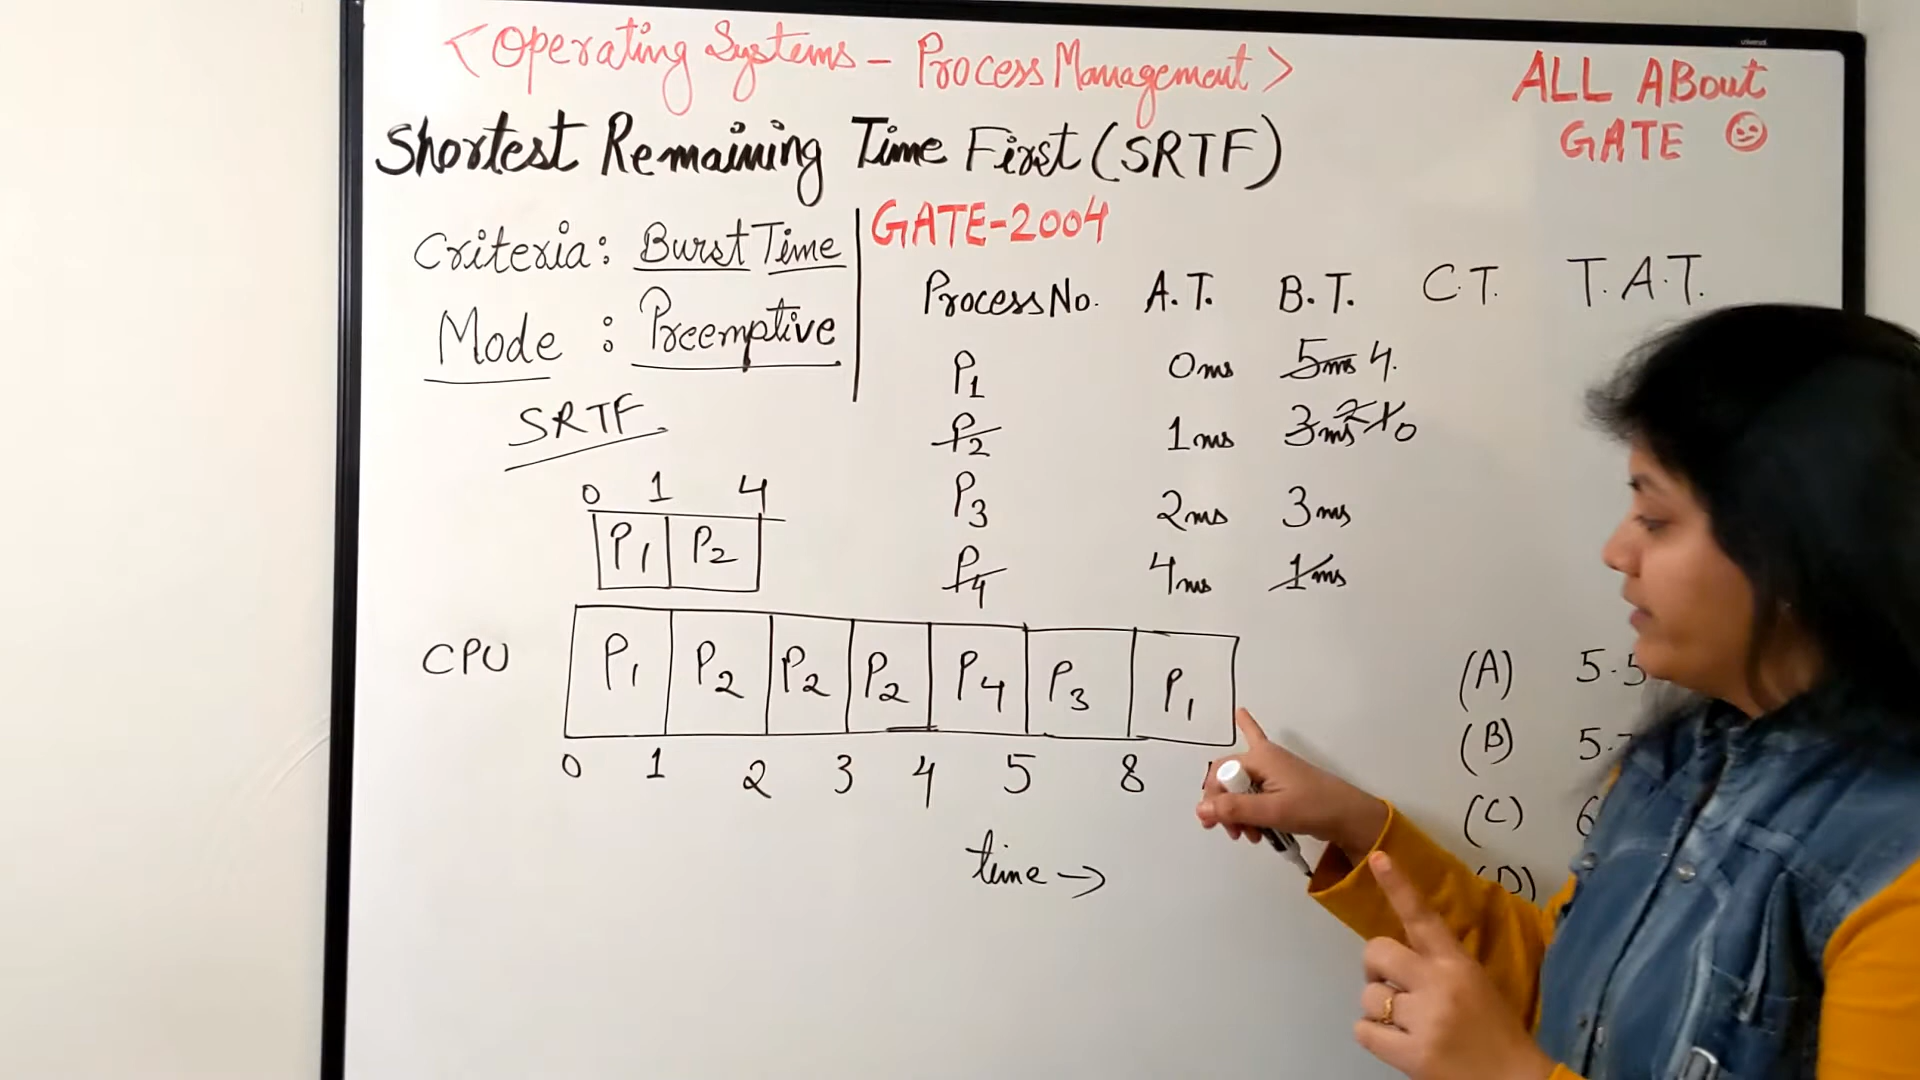 <Operating Systems - Process Management>
ALL ABout
GATE
Shortest Remaining Time First (SRTF)
Criteria: Burst Time
Mode : Preemptive
SRTF
GATE-2004
Process No. A.T. B.T. C.T. T.A.T.
P1 0ms 5ms 4.
P2 1ms 3ms 2 1 0
P3 2ms 3ms
P4 4ms 1ms
0 1 4
P1 P2
CPU P1 P2 P2 P2 P4 P3 P1
0 1 2 3 4 5 8
time →
(A) 5.5
(B) 5.
(C) 6
(D)